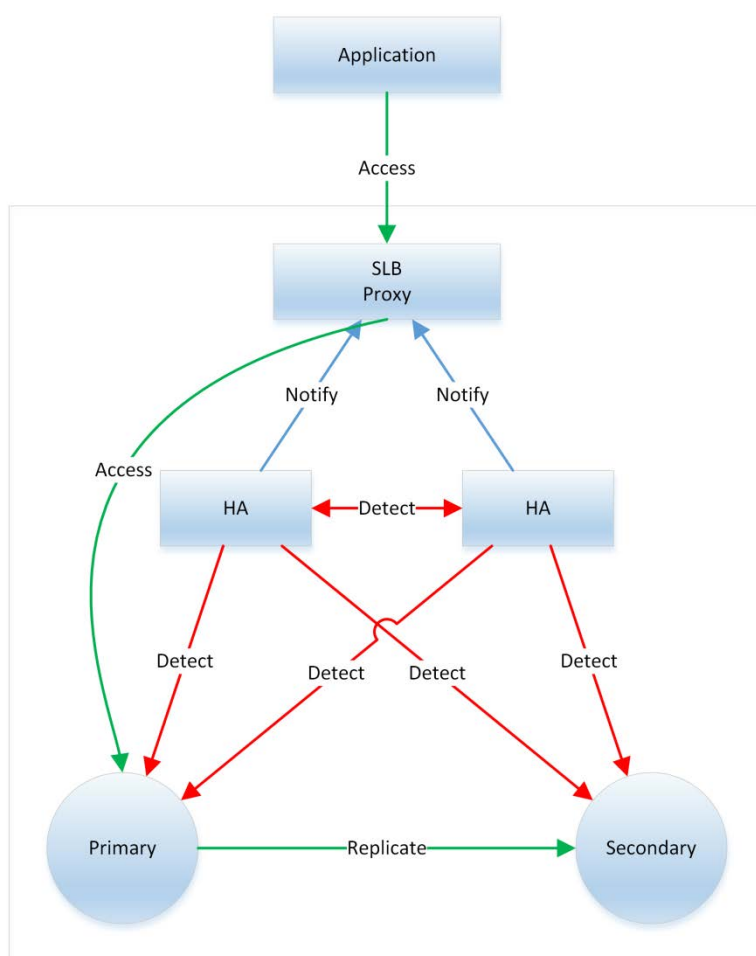 Application
Access
SLB
Proxy
Notify
Notify
Access
HA
Detect
HA
Detect
Detect
Detect
Detect
Primary
Replicate
Secondary